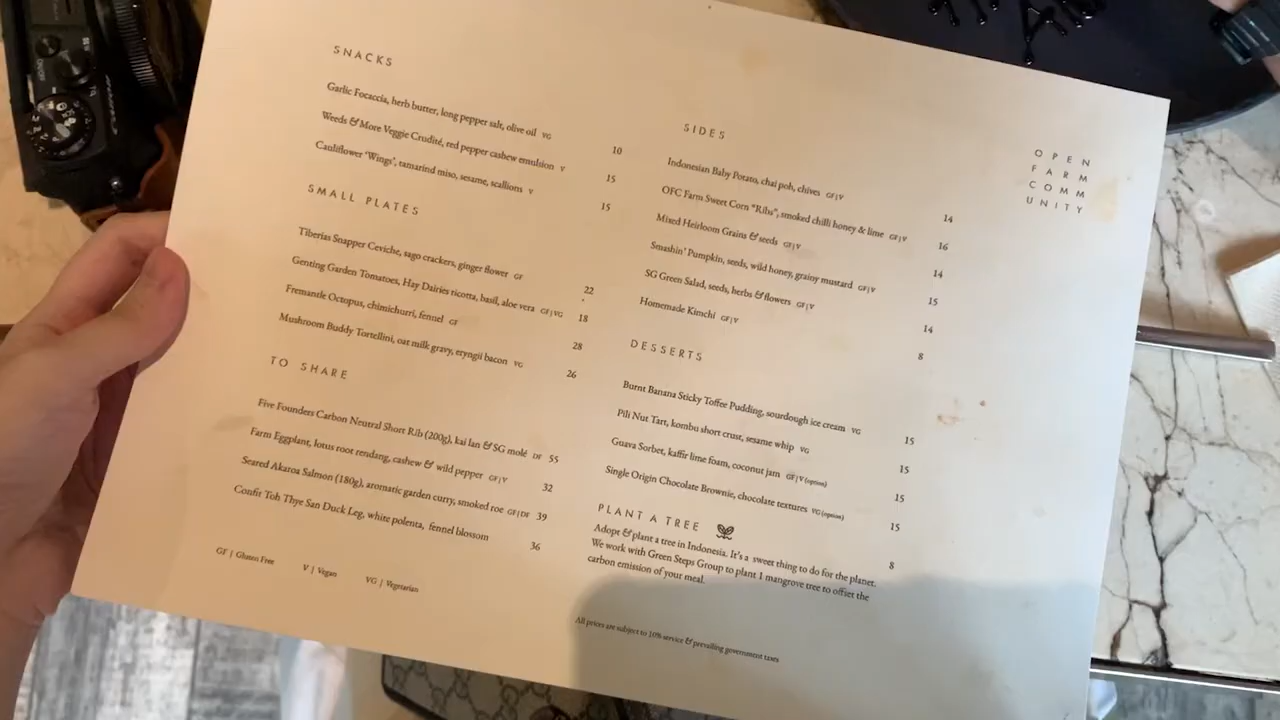 SNACKS
Garlic Focaccia, herb butter, long pepper salt, olive oil VG 10
Weeds & More Veggie Crudité, red pepper cashew emulsion V 15
Cauliflower 'Wings', tamarind miso, sesame, scallions V 15
SMALL PLATES
Tiberias Snapper Ceviche, sago crackers, ginger flower GF 22
Genting Garden Tomatoes, Hay Dairies ricotta, basil, aloe vera GF|VG 18
Fremantle Octopus, chimichurri, fennel GF 28
Mushroom Buddy Tortellini, oat milk gravy, eryngii bacon VG 26
TO SHARE
Five Founders Carbon Neutral Short Rib (200g), kai lan & SG molé DF 55
Farm Eggplant, lotus root rendang, cashew & wild pepper GF|V 32
Seared Akaroa Salmon (180g), aromatic garden curry, smoked roe GF|DF 39
Confit Toh Thye San Duck Leg, white polenta, fennel blossom 36
GF | Gluten Free V | Vegan VG | Vegetarian
SIDES
Indonesian Baby Potato, chai poh, chives GF|V 14
OFC Farm Sweet Corn "Ribs", smoked chilli honey & lime GF|V 16
Mixed Heirloom Grains & seeds GF|V 14
Smashin' Pumpkin, seeds, wild honey, grainy mustard GF|V 15
SG Green Salad, seeds, herbs & flowers GF|V 14
Homemade Kimchi GF|V 8
DESSERTS
Burnt Banana Sticky Toffee Pudding, sourdough ice cream VG 15
Pili Nut Tart, kombu short crust, sesame whip VG 15
Guava Sorbet, kaffir lime foam, coconut jam GF|V (option) 15
Single Origin Chocolate Brownie, chocolate textures VG (option) 15
PLANT A TREE 8
Adopt & plant a tree in Indonesia. It's a sweet thing to do for the planet.
We work with Green Steps Group to plant 1 mangrove tree to offset the
carbon emission of your meal.
All prices are subject to 10% service & prevailing government taxes
OPEN
FARM
COMM
UNITY